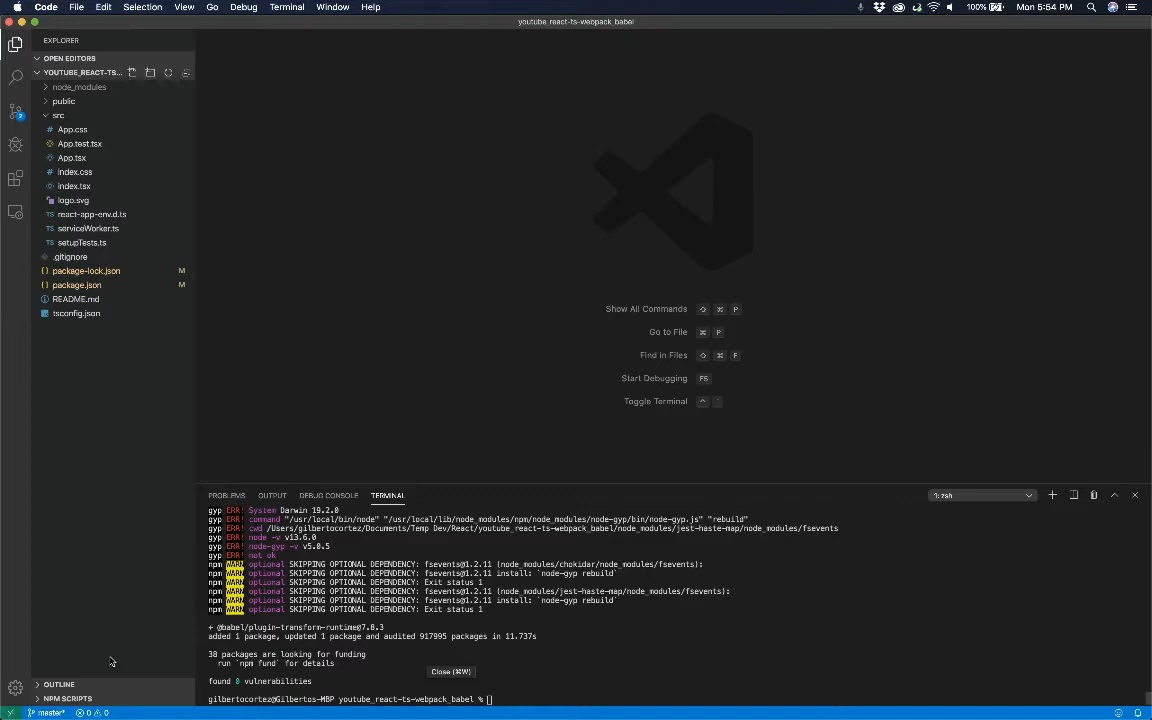 Code File Edit Selection View Go Debug Terminal Window Help 100% Mon 5:54 PM
youtube_react-ts-webpack_babel
EXPLORER
OPEN EDITORS
YOUTUBE_REACT-TS...
node_modules
public
src
App.css
App.test.tsx
App.tsx
index.css
index.tsx
logo.svg
TS react-app-env.d.ts
TS serviceWorker.ts
TS setupTests.ts
.gitignore
package-lock.json M
package.json M
README.md
tsconfig.json
OUTLINE
NPM SCRIPTS
2
Show All Commands ⇧ ⌘ P
Go to File ⌘ P
Find in Files ⇧ ⌘ F
Start Debugging F5
Toggle Terminal ^ `
PROBLEMS OUTPUT DEBUG CONSOLE TERMINAL 1: zsh
gyp ERR! System Darwin 19.2.0
gyp ERR! command "/usr/local/bin/node" "/usr/local/lib/node_modules/npm/node_modules/node-gyp/bin/node-gyp.js" "rebuild"
gyp ERR! cwd /Users/gilbertocortez/Documents/Temp Dev/React/youtube_react-ts-webpack_babel/node_modules/jest-haste-map/node_modules/fsevents
gyp ERR! node -v v13.6.0
gyp ERR! node-gyp -v v5.0.5
gyp ERR! not ok
npm WARN optional SKIPPING OPTIONAL DEPENDENCY: fsevents@1.2.11 (node_modules/chokidar/node_modules/fsevents):
npm WARN optional SKIPPING OPTIONAL DEPENDENCY: fsevents@1.2.11 install: `node-gyp rebuild`
npm WARN optional SKIPPING OPTIONAL DEPENDENCY: Exit status 1
npm WARN optional SKIPPING OPTIONAL DEPENDENCY: fsevents@1.2.11 (node_modules/jest-haste-map/node_modules/fsevents):
npm WARN optional SKIPPING OPTIONAL DEPENDENCY: fsevents@1.2.11 install: `node-gyp rebuild`
npm WARN optional SKIPPING OPTIONAL DEPENDENCY: Exit status 1
+ @babel/plugin-transform-runtime@7.8.3
added 1 package, updated 1 package and audited 917995 packages in 11.737s
38 packages are looking for funding
run `npm fund` for details
Close (⌘W)
found 0 vulnerabilities
gilbertocortez@Gilbertos-MBP youtube_react-ts-webpack_babel %
master* 0 0